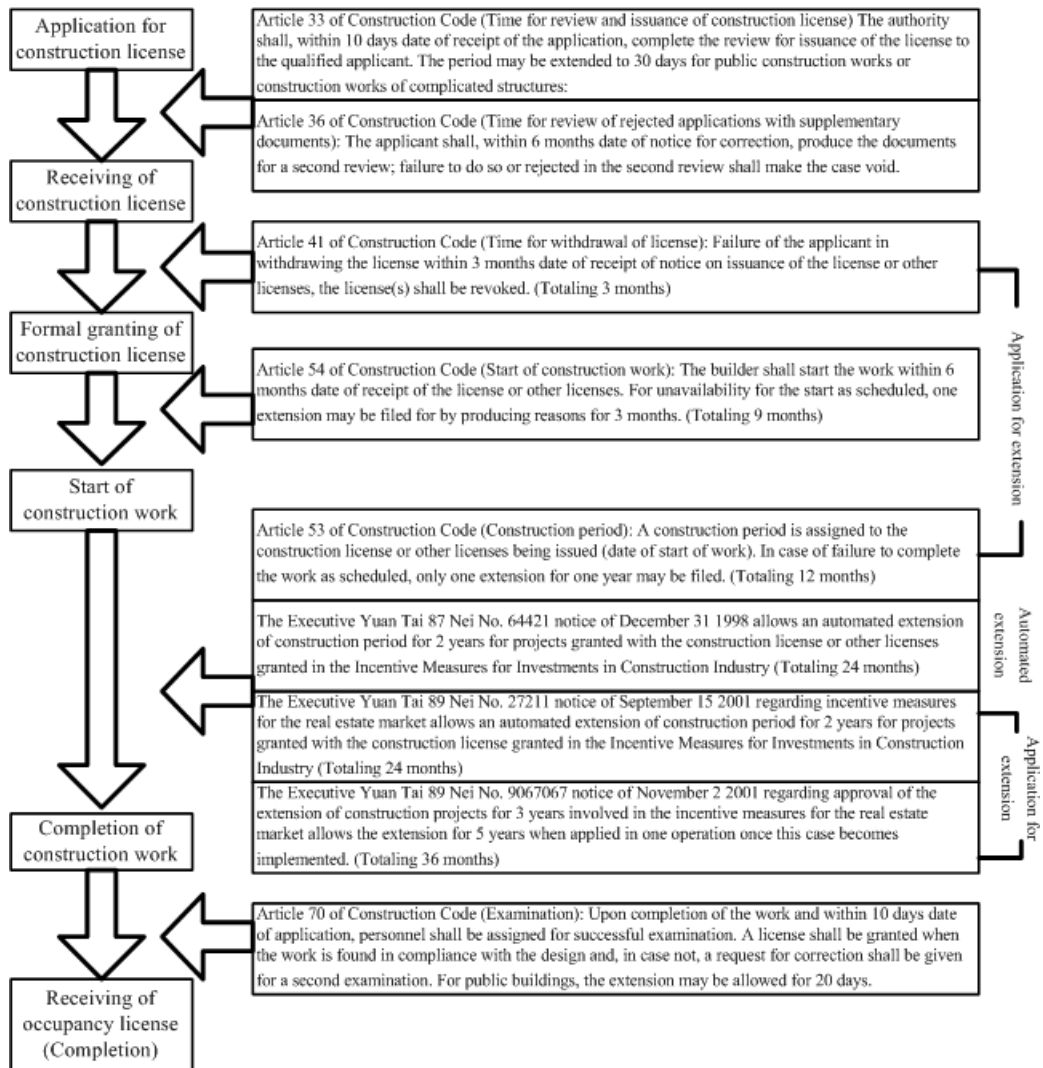 Application for
construction license
Article 33 of Construction Code (Time for review and issuance of construction license) The authority
shall, within 10 days date of receipt of the application, complete the review for issuance of the license to
the qualified applicant. The period may be extended to 30 days for public construction works or
construction works of complicated structures:
Article 36 of Construction Code (Time for review of rejected applications with supplementary
documents): The applicant shall, within 6 months date of notice for correction, produce the documents
for a second review; failure to do so or rejected in the second review shall make the case void.
Receiving of
construction license
Article 41 of Construction Code (Time for withdrawal of license): Failure of the applicant in
withdrawing the license within 3 months date of receipt of notice on issuance of the license or other
licenses, the license(s) shall be revoked. (Totaling 3 months)
Formal granting of
construction license
Article 54 of Construction Code (Start of construction work): The builder shall start the work within 6
months date of receipt of the license or other licenses. For unavailability for the start as scheduled, one
extension may be filed for by producing reasons for 3 months. (Totaling 9 months)
Application for extension
Start of
construction work
Article 53 of Construction Code (Construction period): A construction period is assigned to the
construction license or other licenses being issued (date of start of work). In case of failure to complete
the work as scheduled, only one extension for one year may be filed. (Totaling 12 months)
The Executive Yuan Tai 87 Nei No. 64421 notice of December 31 1998 allows an automated extension
of construction period for 2 years for projects granted with the construction license or other licenses
granted in the Incentive Measures for Investments in Construction Industry (Totaling 24 months)
Automated
extension
The Executive Yuan Tai 89 Nei No. 27211 notice of September 15 2001 regarding incentive measures
for the real estate market allows an automated extension of construction period for 2 years for projects
granted with the construction license granted in the Incentive Measures for Investments in Construction
Industry (Totaling 24 months)
The Executive Yuan Tai 89 Nei No. 9067067 notice of November 2 2001 regarding approval of the
extension of construction projects for 3 years involved in the incentive measures for the real estate
market allows the extension for 5 years when applied in one operation once this case becomes
implemented. (Totaling 36 months)
Application for
extension
Completion of
construction work
Article 70 of Construction Code (Examination): Upon completion of the work and within 10 days date
of application, personnel shall be assigned for successful examination. A license shall be granted when
the work is found in compliance with the design and, in case not, a request for correction shall be given
for a second examination. For public buildings, the extension may be allowed for 20 days.
Receiving of
occupancy license
(Completion)